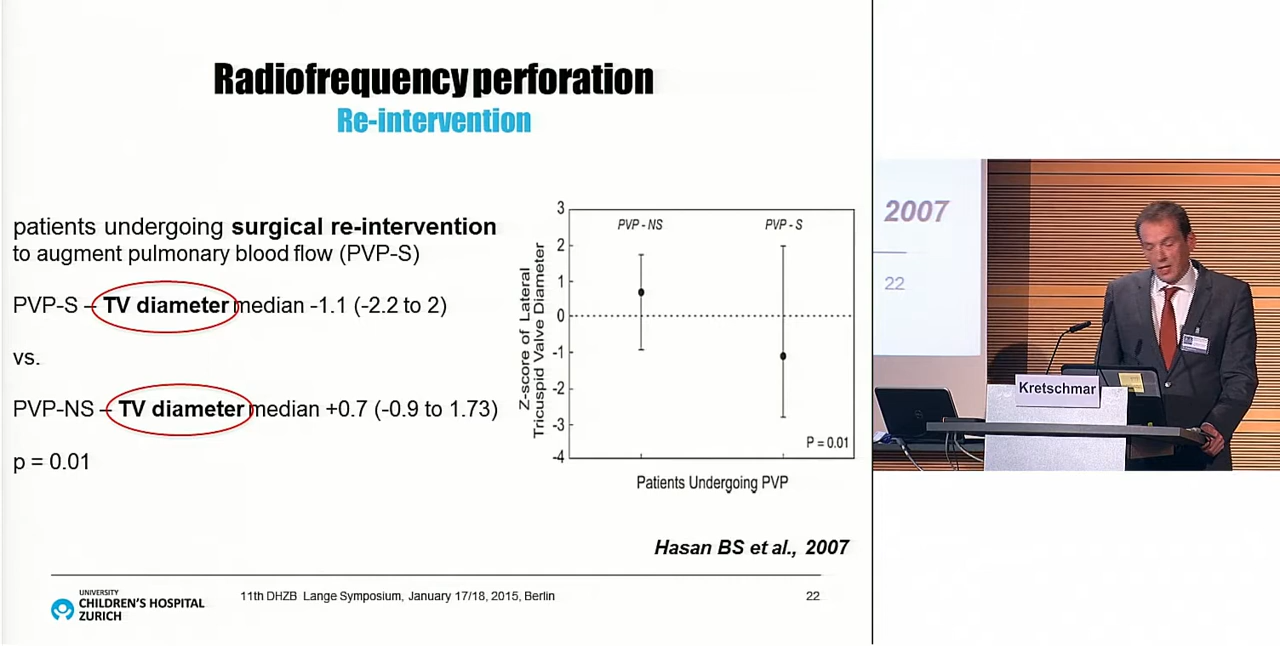 Radiofrequency perforation
Re-intervention
patients undergoing surgical re-intervention
to augment pulmonary blood flow (PVP-S)
PVP-S – TV diameter median -1.1 (-2.2 to 2)
vs.
PVP-NS – TV diameter median +0.7 (-0.9 to 1.73)
p = 0.01
Z-score of Lateral
Tricuspid Valve Diameter
3
2
1
0
-1
-2
-3
-4
PVP - NS
PVP - S
P = 0.01
Patients Undergoing PVP
Hasan BS et al., 2007
UNIVERSITY
CHILDREN'S HOSPITAL
ZURICH
11th DHZB Lange Symposium, January 17/18, 2015, Berlin
22
2007
22
Kretschmar